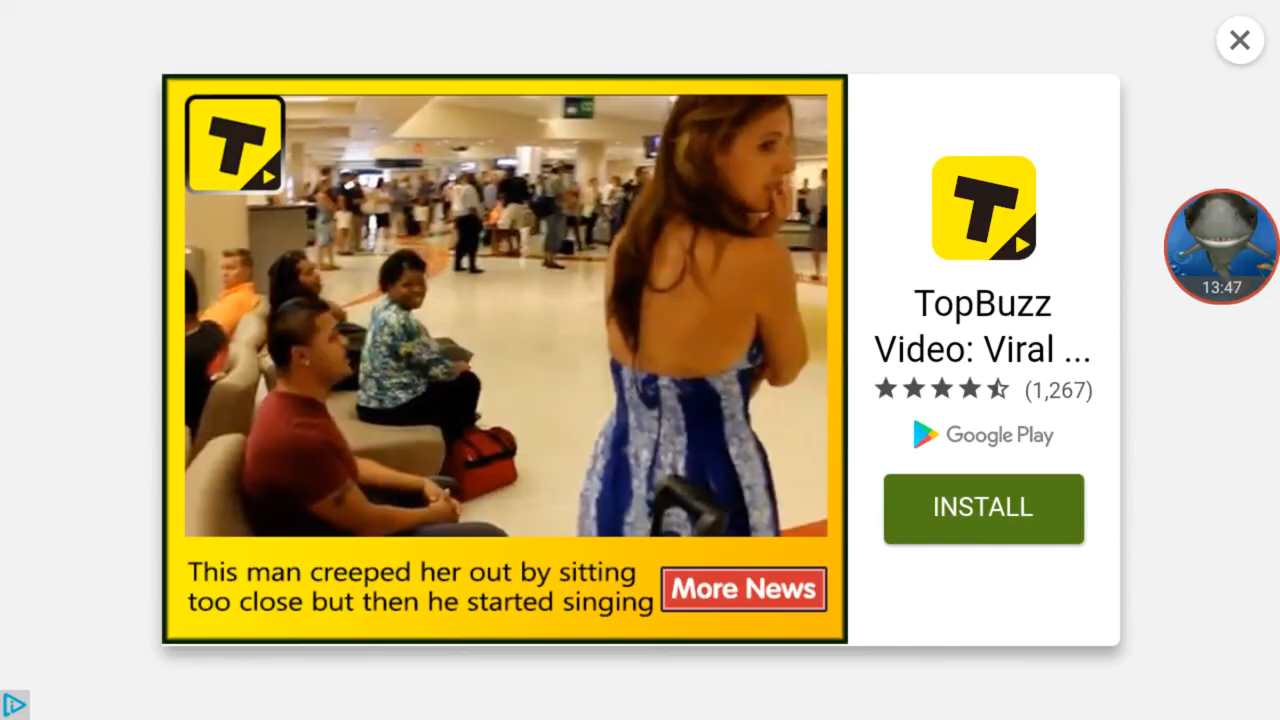 T
This man creeped her out by sitting
too close but then he started singing
More News
T
TopBuzz
Video: Viral ...
(1,267)
Google Play
INSTALL
13:47